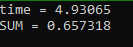 time = 4.93065
SUM = 0.657318